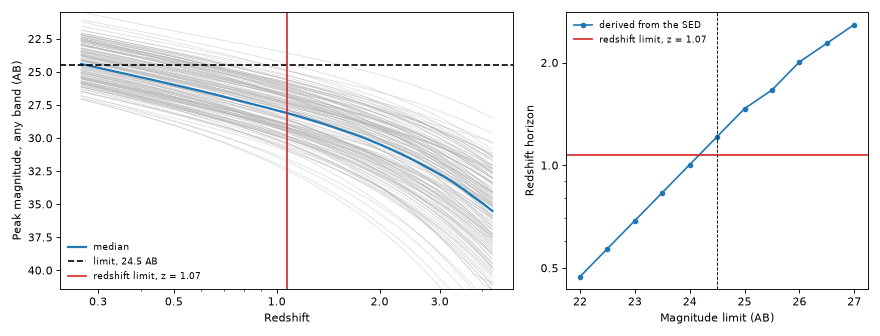 22.5
25.0
27.5
30.0
32.5
35.0
37.5
40.0
Peak magnitude, any band (AB)
median
limit, 24.5 AB
redshift limit, z = 1.07
0.3
0.5
1.0
2.0
3.0
Redshift
2.0
1.0
0.5
Redshift horizon
derived from the SED
redshift limit, z = 1.07
22
23
24
25
26
27
Magnitude limit (AB)